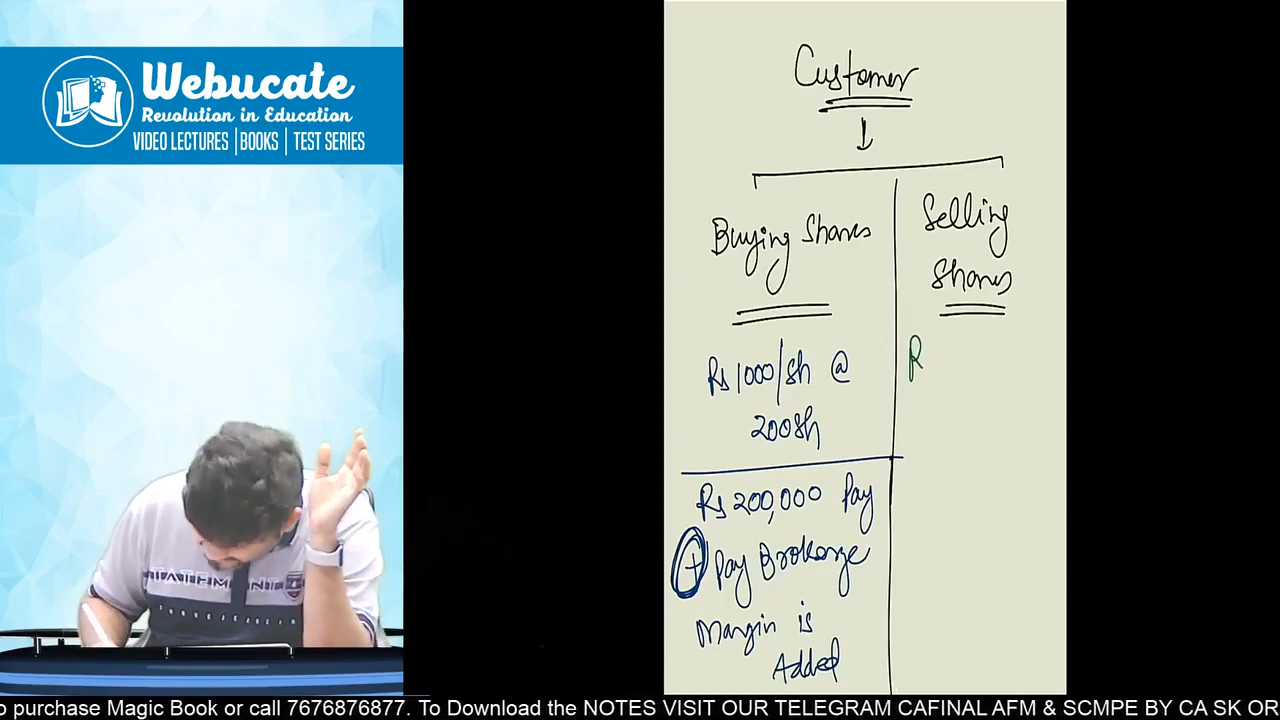 Webucate
Revolution in Education
VIDEO LECTURES | BOOKS | TEST SERIES
Customer
Buying Shares
Selling
Shares
Rs 1000/Sh @
200Sh
R
Rs 200,000 Pay
+ Pay Brokerge
Margin is
Added
STATEMENT
o purchase Magic Book or call 7676876877. To Download the NOTES VISIT OUR TELEGRAM CAFINAL AFM & SCMPE BY CA SK OR